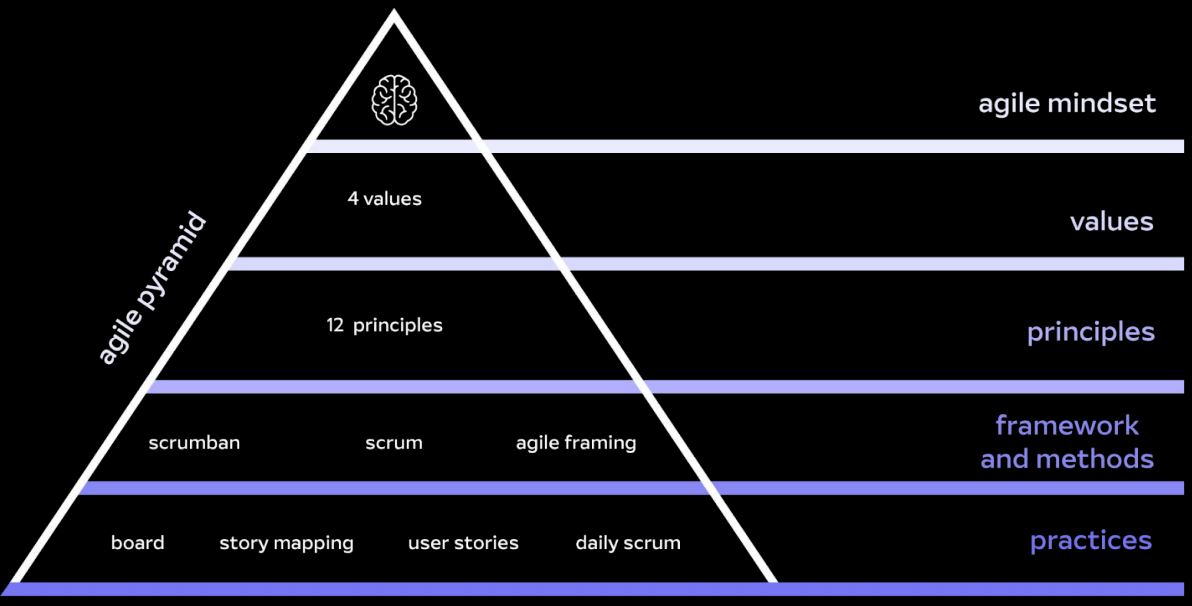 agile mindset
4 values
values
agile pyramid
12 principles
principles
scrumban scrum agile framing
framework
and methods
board story mapping user stories daily scrum
practices